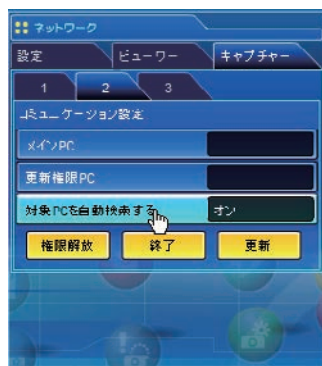 ネットワーク
設定 ビューワー キャプチャー
1 2 3
コミュニケーション設定
メインPC
更新権限PC
対象PCを自動検索する オン
権限解放 終了 更新